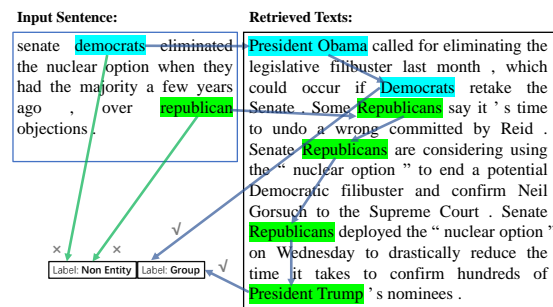 Input Sentence:
senate democrats eliminated
the nuclear option when they
had the majority a few years
ago , over republican
objections .
Retrieved Texts:
President Obama called for eliminating the
legislative filibuster last month , which
could occur if Democrats retake the
Senate . Some Republicans say it ’ s time
to undo a wrong committed by Reid .
Senate Republicans are considering using
the “ nuclear option ” to end a potential
Democratic filibuster and confirm Neil
Gorsuch to the Supreme Court . Senate
Republicans deployed the “ nuclear option ”
on Wednesday to drastically reduce the
time it takes to confirm hundreds of
President Trump ’ s nominees .
× × √ √
Label: Non Entity Label: Group